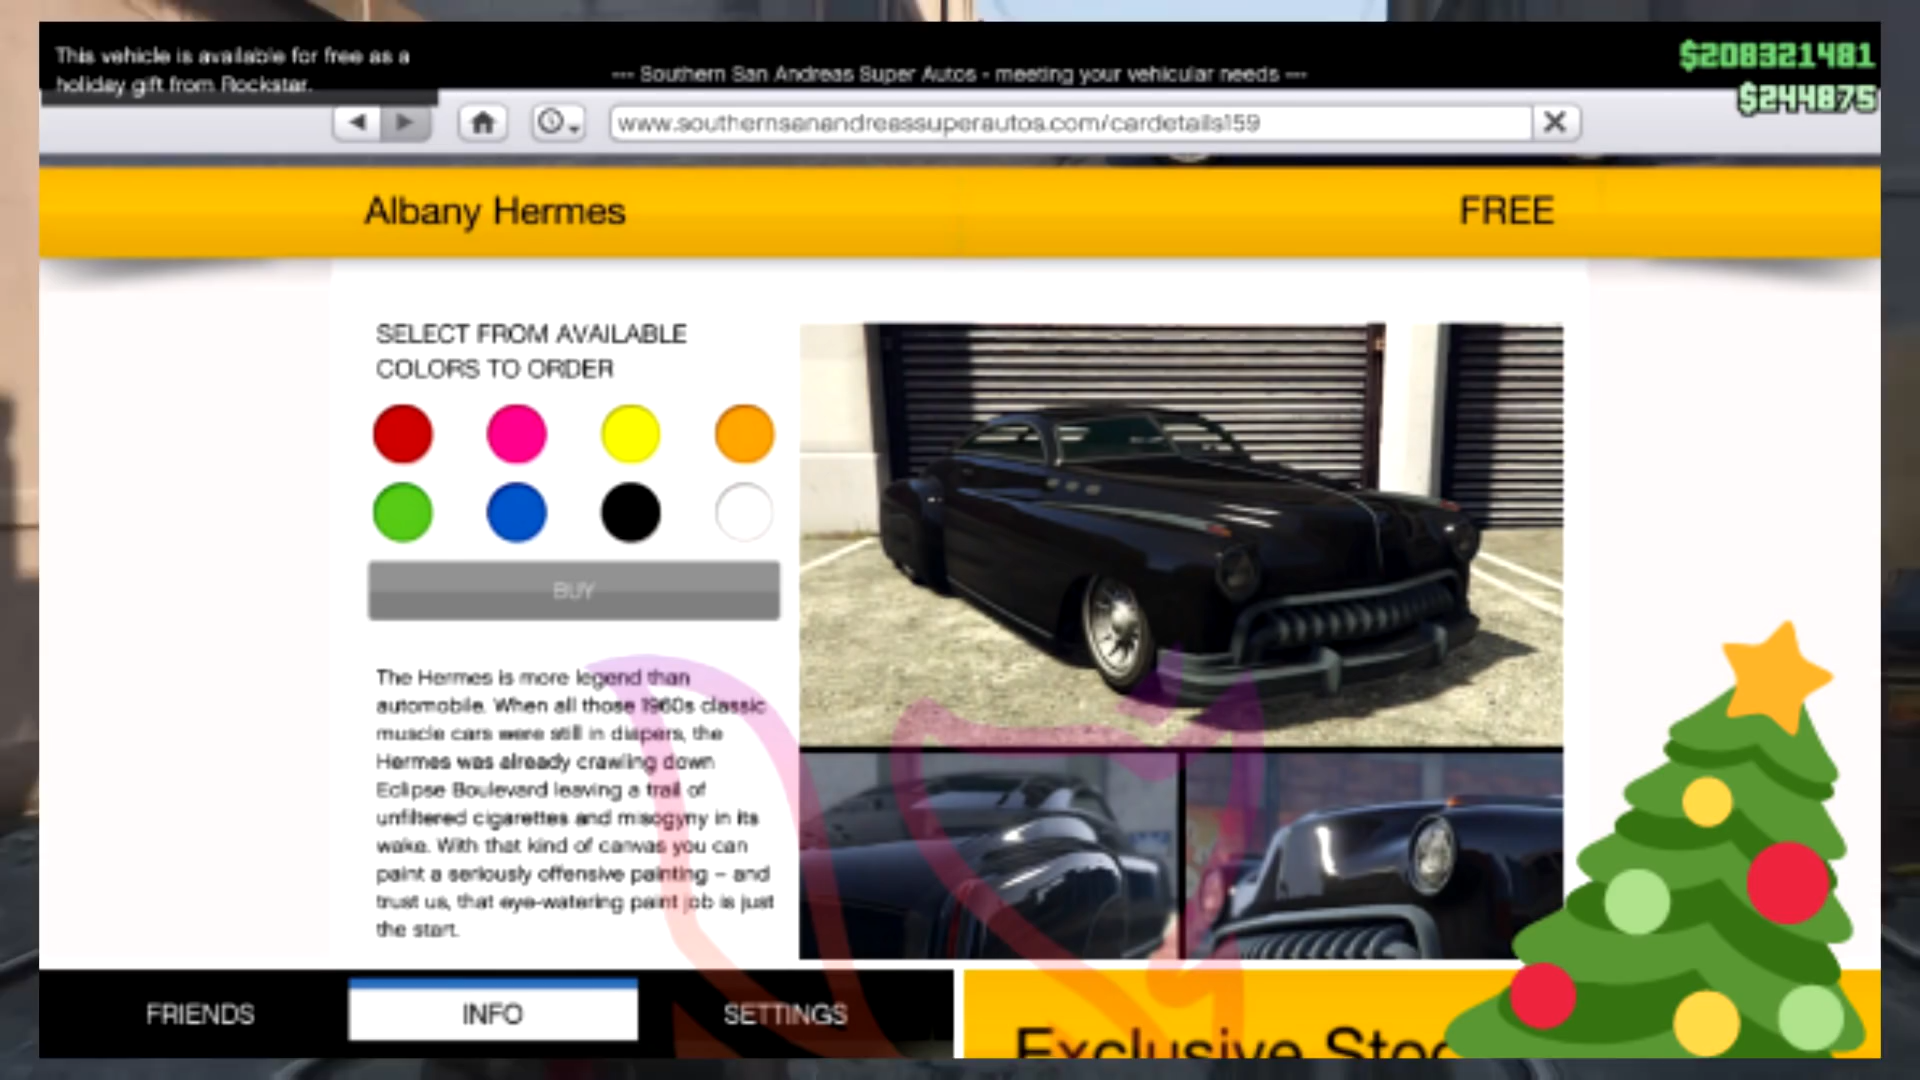 This vehicle is available for free as a
holiday gift from Rockstar.
--- Southern San Andreas Super Autos - meeting your vehicular needs ---
$208321481
$244875
www.southernsanandreassuperautos.com/cardetails159
Albany Hermes
FREE
SELECT FROM AVAILABLE
COLORS TO ORDER
BUY
The Hermes is more legend than
automobile. When all those 1960s classic
muscle cars were still in diapers, the
Hermes was already crawling down
Eclipse Boulevard leaving a trail of
unfiltered cigarettes and misogyny in its
wake. With that kind of canvas you can
paint a seriously offensive painting – and
trust us, that eye-watering paint job is just
the start.
FRIENDS
INFO
SETTINGS
Exclusive